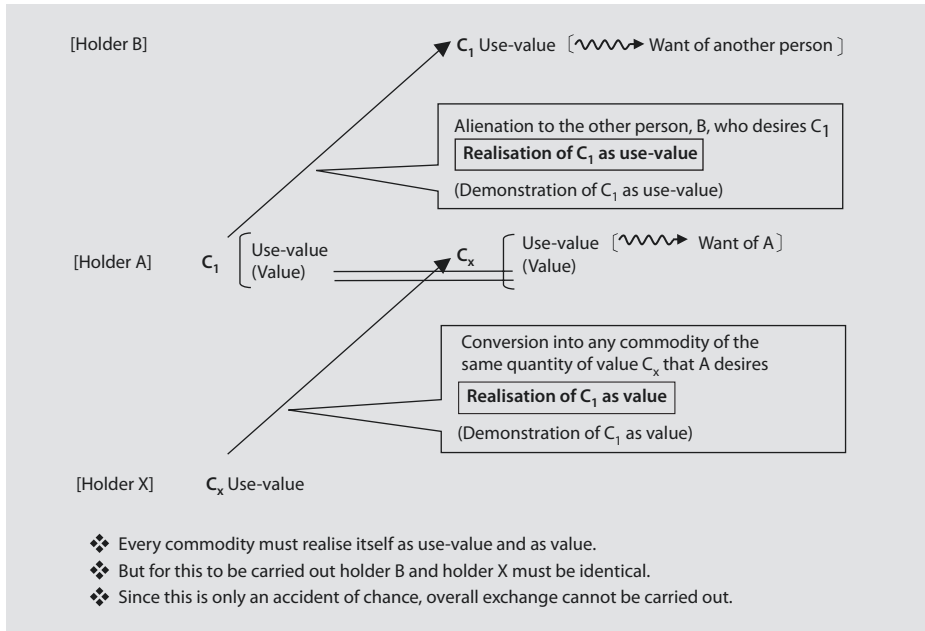 [Holder B] C₁ Use-value [ Want of another person ]
Alienation to the other person, B, who desires C₁
Realisation of C₁ as use-value
(Demonstration of C₁ as use-value)
[Holder A] C₁ Use-value Cₓ Use-value [ Want of A ]
(Value) (Value)
Conversion into any commodity of the
same quantity of value Cₓ that A desires
Realisation of C₁ as value
(Demonstration of C₁ as value)
[Holder X] Cₓ Use-value
❖ Every commodity must realise itself as use-value and as value.
❖ But for this to be carried out holder B and holder X must be identical.
❖ Since this is only an accident of chance, overall exchange cannot be carried out.